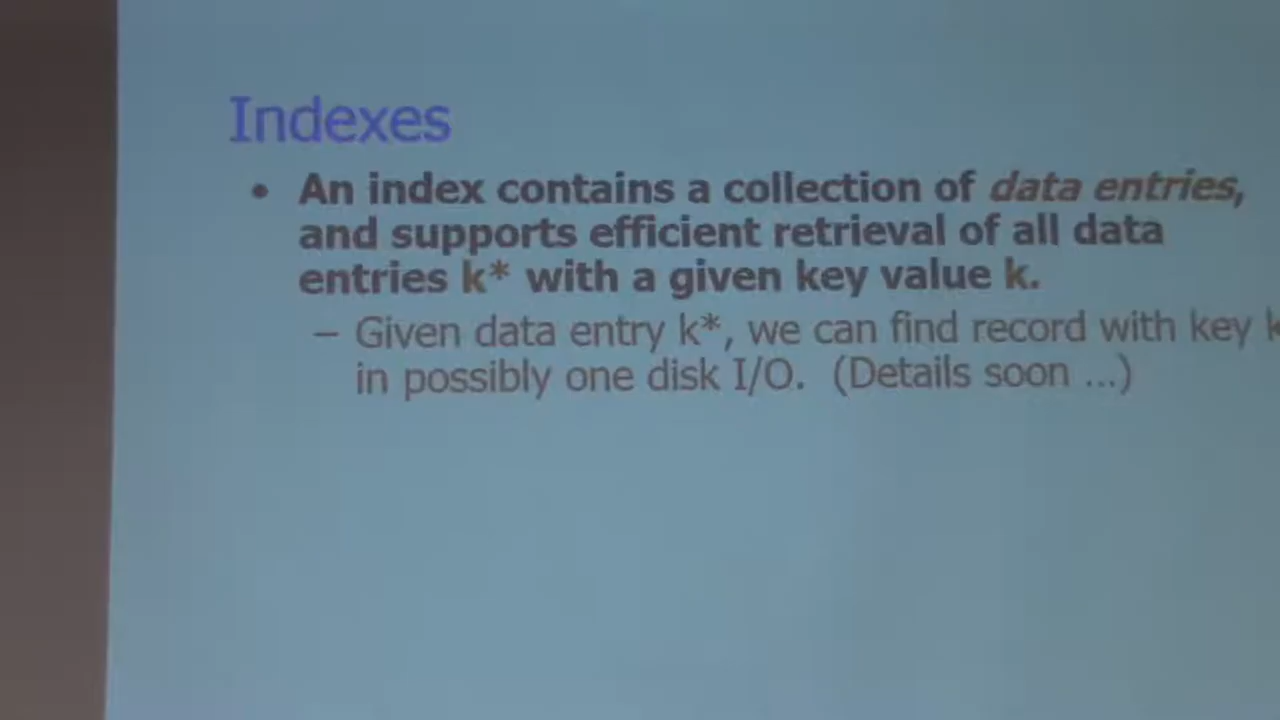 Indexes
• An index contains a collection of data entries,
and supports efficient retrieval of all data
entries k* with a given key value k.
– Given data entry k*, we can find record with key k
in possibly one disk I/O. (Details soon ...)